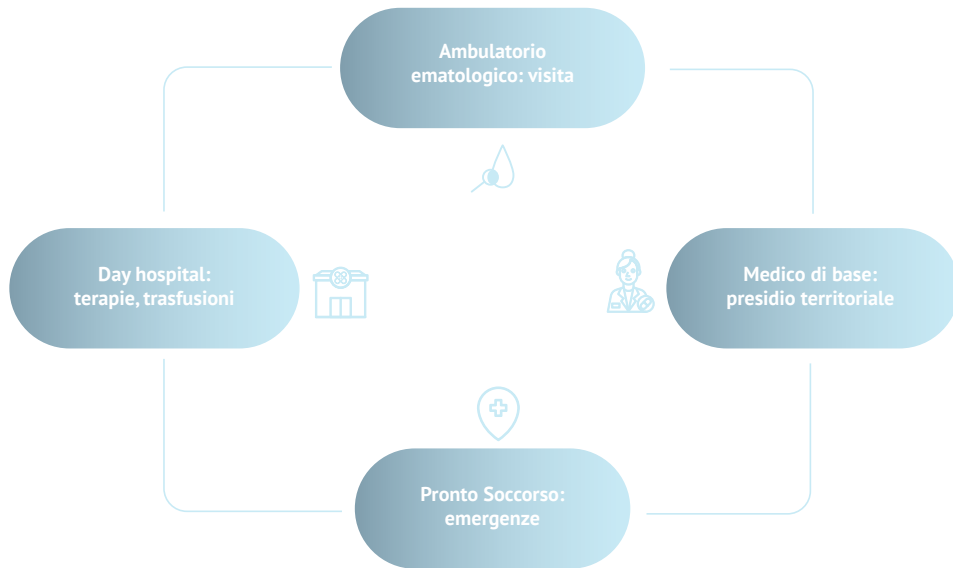 Ambulatorio
ematologico: visita
Day hospital:
terapie, trasfusioni
Medico di base:
presidio territoriale
Pronto Soccorso:
emergenze